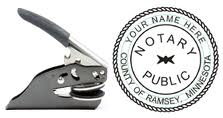 YOUR NAME HERE
NOTARY
PUBLIC
COUNTY OF RAMSEY, MINNESOTA